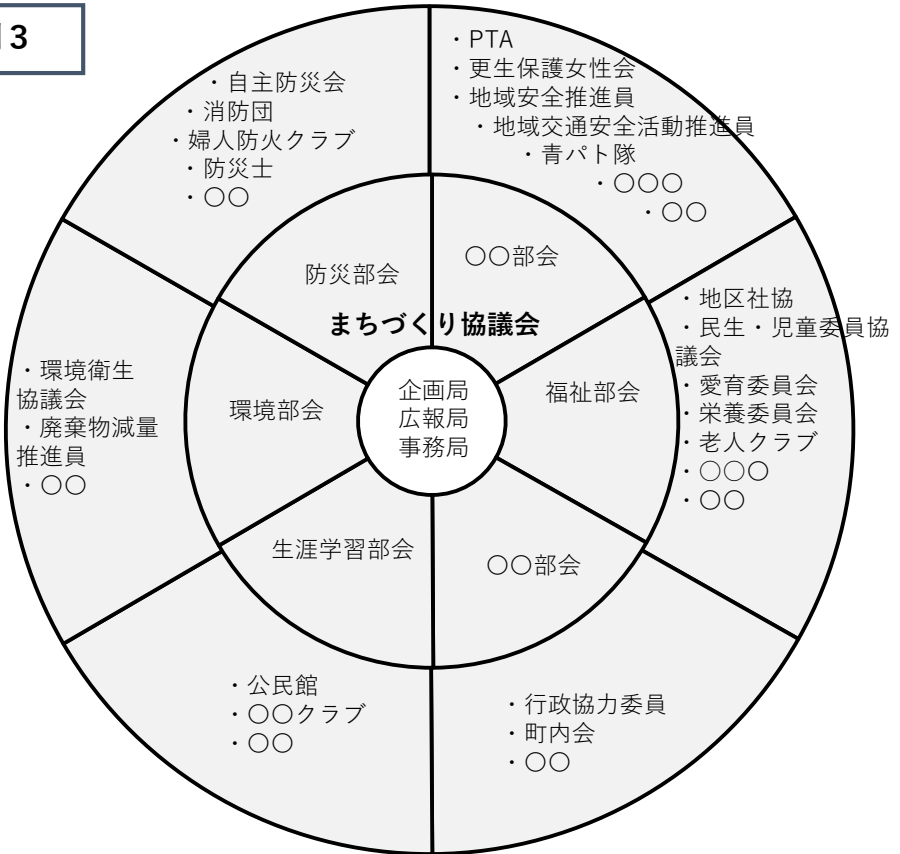 13
・自主防災会
・消防団
・婦人防火クラブ
・防災士
・〇〇
・PTA
・更生保護女性会
・地域安全推進員
・地域交通安全活動推進員
・青パト隊
・〇〇〇
・〇〇
防災部会
〇〇部会
まちづくり協議会
・地区社協
・民生・児童委員協
議会
・愛育委員会
・栄養委員会
・老人クラブ
・〇〇〇
・〇〇
・環境衛生
協議会
・廃棄物減量
推進員
・〇〇
環境部会
企画局
広報局
事務局
福祉部会
生涯学習部会
〇〇部会
・公民館
・〇〇クラブ
・〇〇
・行政協力委員
・町内会
・〇〇